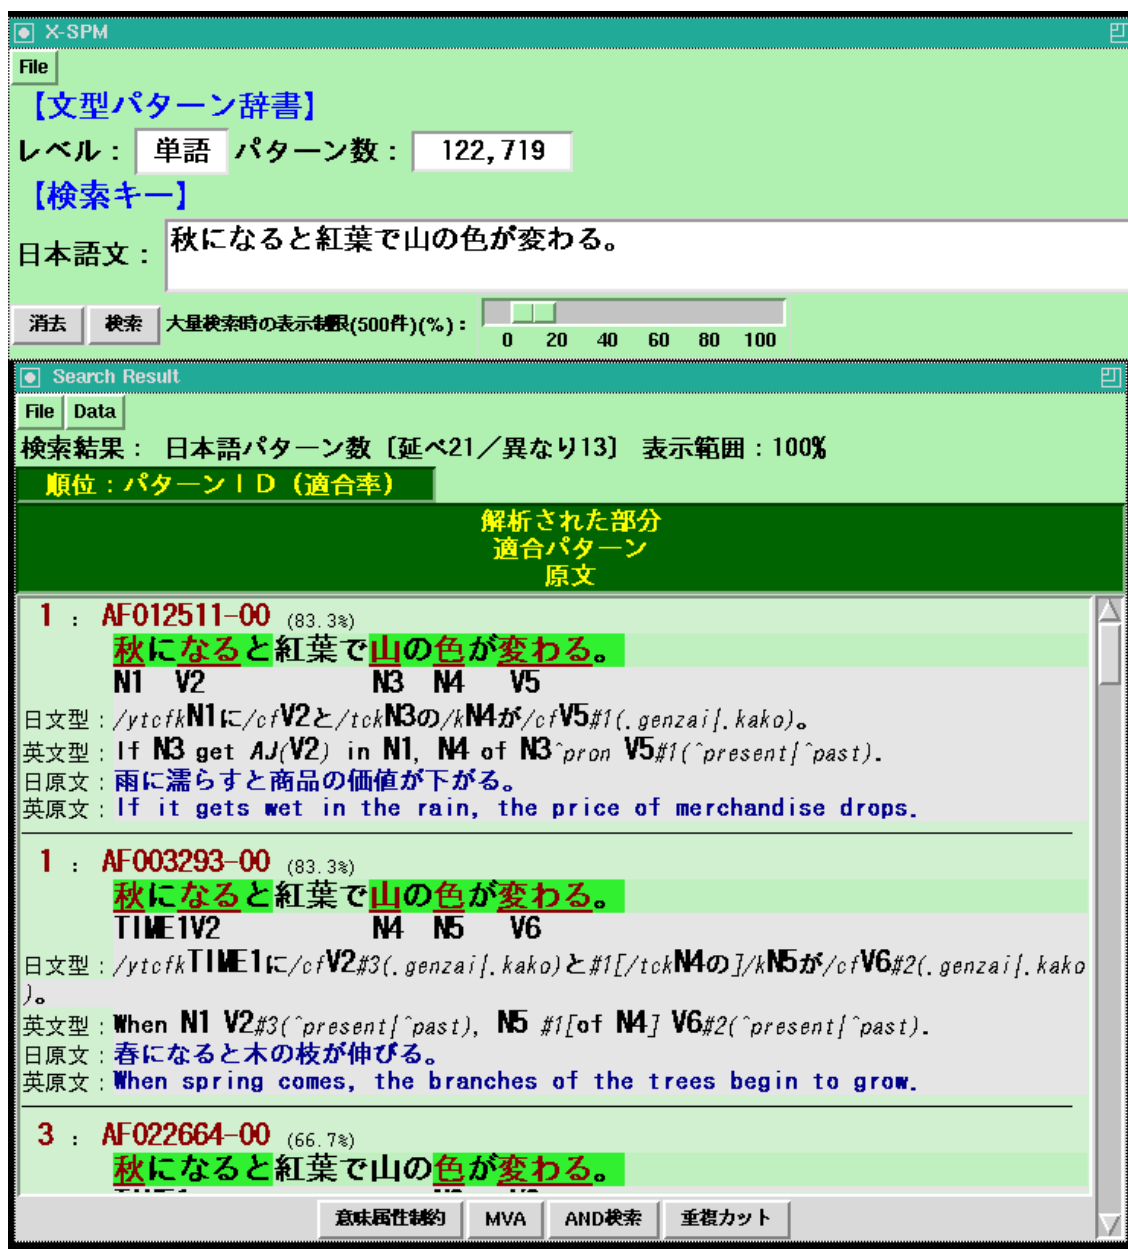 X-SPM
File
【文型パターン辞書】
レベル： 単語 パターン数： 122,719
【検索キー】
日本語文： 秋になると紅葉で山の色が変わる。
消去 検索 大量検索時の表示制限(500件)(%)：
0 20 40 60 80 100
Search Result
File Data
検索結果： 日本語パターン数〔延べ21／異なり13〕 表示範囲：100%
順位：パターンＩＤ（適合率）
解析された部分
適合パターン
原文
1 : AF012511-00 (83.3%)
秋になると紅葉で山の色が変わる。
N1 V2 N3 N4 V5
日文型：/ytcfkN1に/cfV2と/tckN3の/kN4が/cfV5#1(.genzai|.kako)。
英文型：If N3 get AJ(V2) in N1, N4 of N3^pron V5#1(^present|^past).
日原文：雨に濡らすと商品の価値が下がる。
英原文：If it gets wet in the rain, the price of merchandise drops.
1 : AF003293-00 (83.3%)
秋になると紅葉で山の色が変わる。
TIME1V2 N4 N5 V6
日文型：/ytcfkTIME1に/cfV2#3(.genzai|.kako)と#1[/tckN4の]/kN5が/cfV6#2(.genzai|.kako
)。
英文型：When N1 V2#3(^present|^past), N5 #1[of N4] V6#2(^present|^past).
日原文：春になると木の枝が伸びる。
英原文：When spring comes, the branches of the trees begin to grow.
3 : AF022664-00 (66.7%)
秋になると紅葉で山の色が変わる。
意味属性制約 MVA AND検索 重複カット